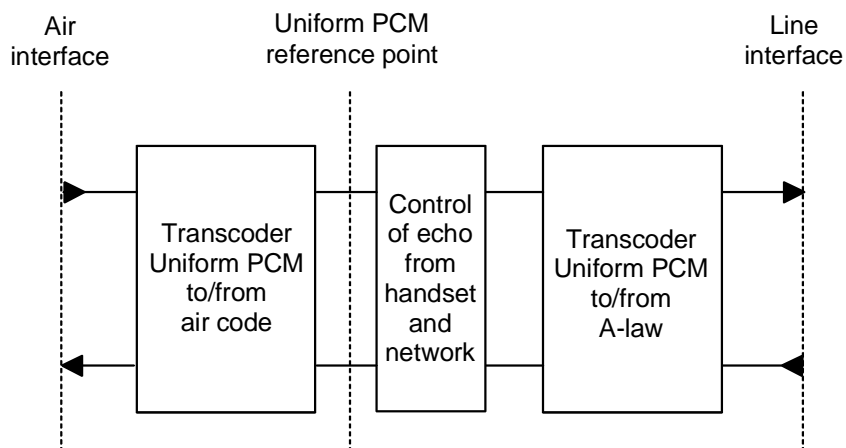 Air
interface
Uniform PCM
reference point
Line
interface
Transcoder
Uniform PCM
to/from
air code
Control
of echo
from
handset
and
network
Transcoder
Uniform PCM
to/from
A-law